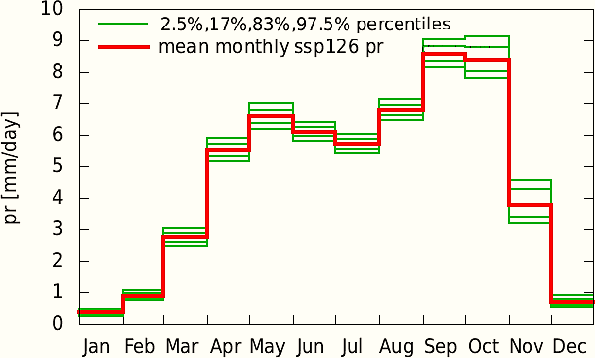 10
2.5%,17%,83%,97.5% percentiles
9
mean monthly ssp126 pr
8
7
6
5
4
3
2
1
0
pr [mm/day]
Jan Feb Mar Apr May Jun Jul Aug Sep Oct Nov Dec